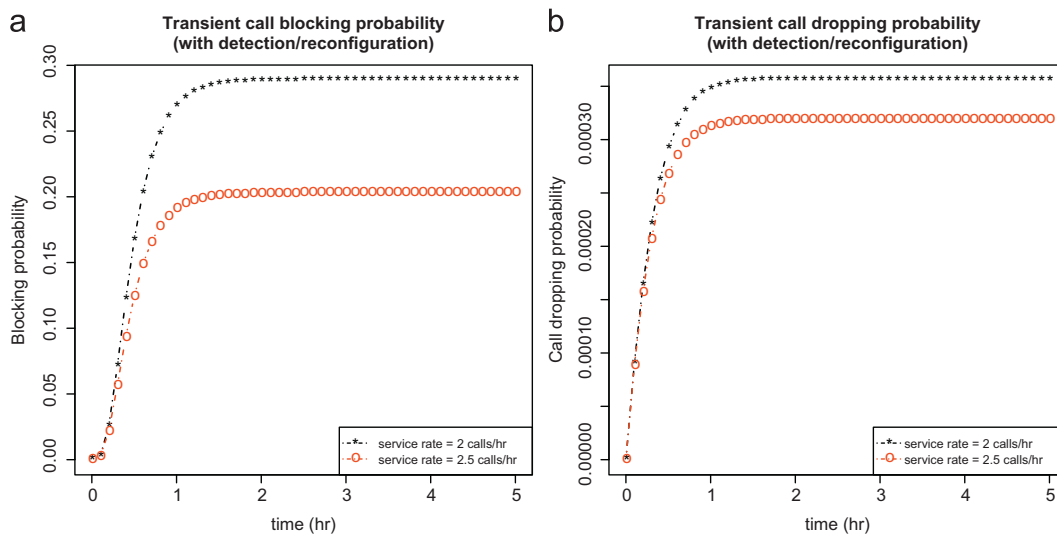 a
Transient call blocking probability
(with detection/reconfiguration)
Blocking probability
0.30
0.25
0.20
0.15
0.10
0.05
0.00
0 1 2 3 4 5
time (hr)
service rate = 2 calls/hr
service rate = 2.5 calls/hr
b
Transient call dropping probability
(with detection/reconfiguration)
Call dropping probability
0.00030
0.00020
0.00010
0.00000
0 1 2 3 4 5
time (hr)
service rate = 2 calls/hr
service rate = 2.5 calls/hr